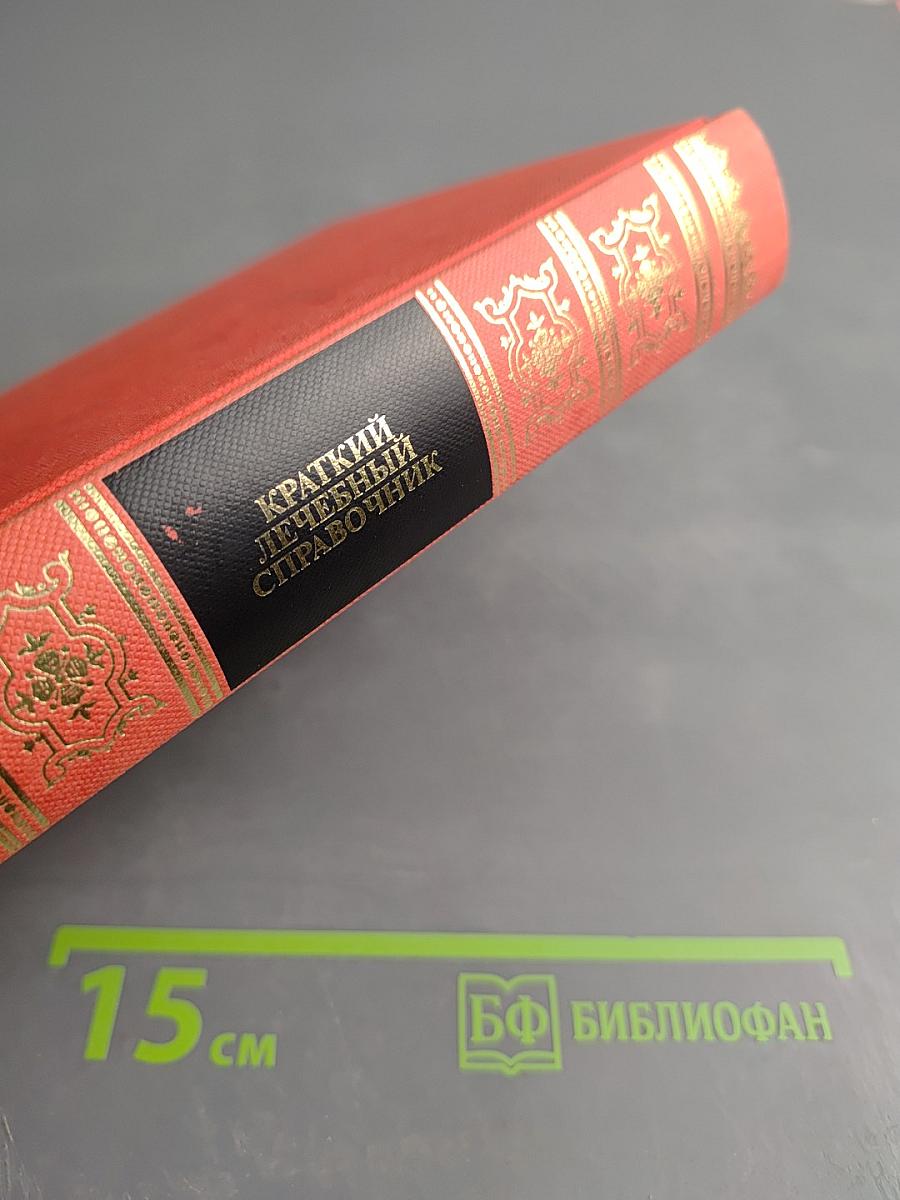 КРАТКИЙ
ЛЕЧЕБНЫЙ
СПРАВОЧНИК
15 см
БФ БИБЛИОФАН